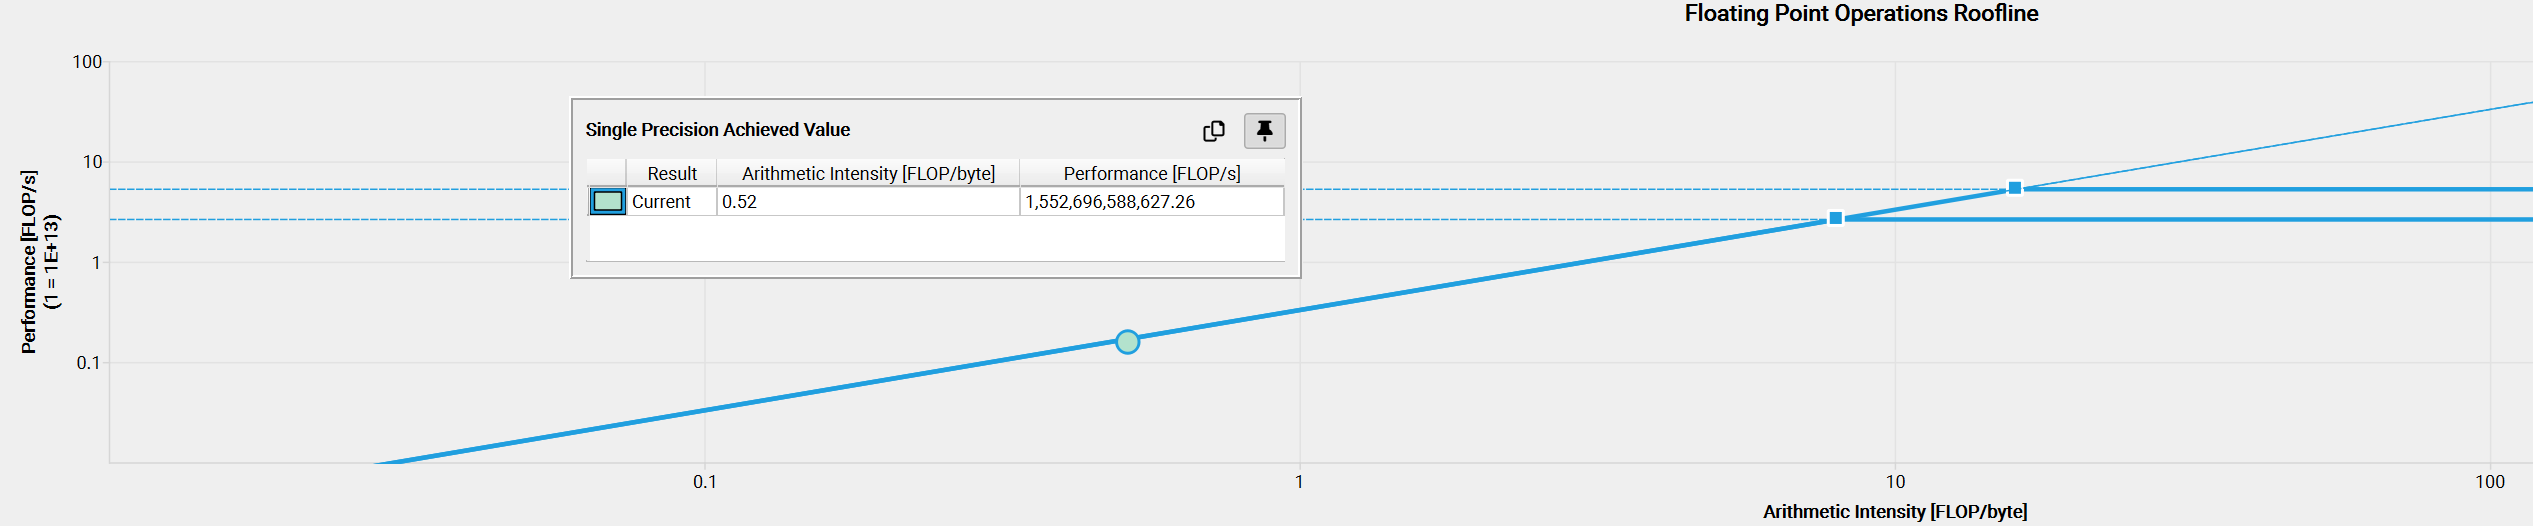 Floating Point Operations Roofline
100
10
1
0.1
Performance [FLOP/s]
(1 = 1E+13)
Single Precision Achieved Value
Result Arithmetic Intensity [FLOP/byte] Performance [FLOP/s]
Current 0.52 1,552,696,588,627.26
0.1 1 10 100
Arithmetic Intensity [FLOP/byte]